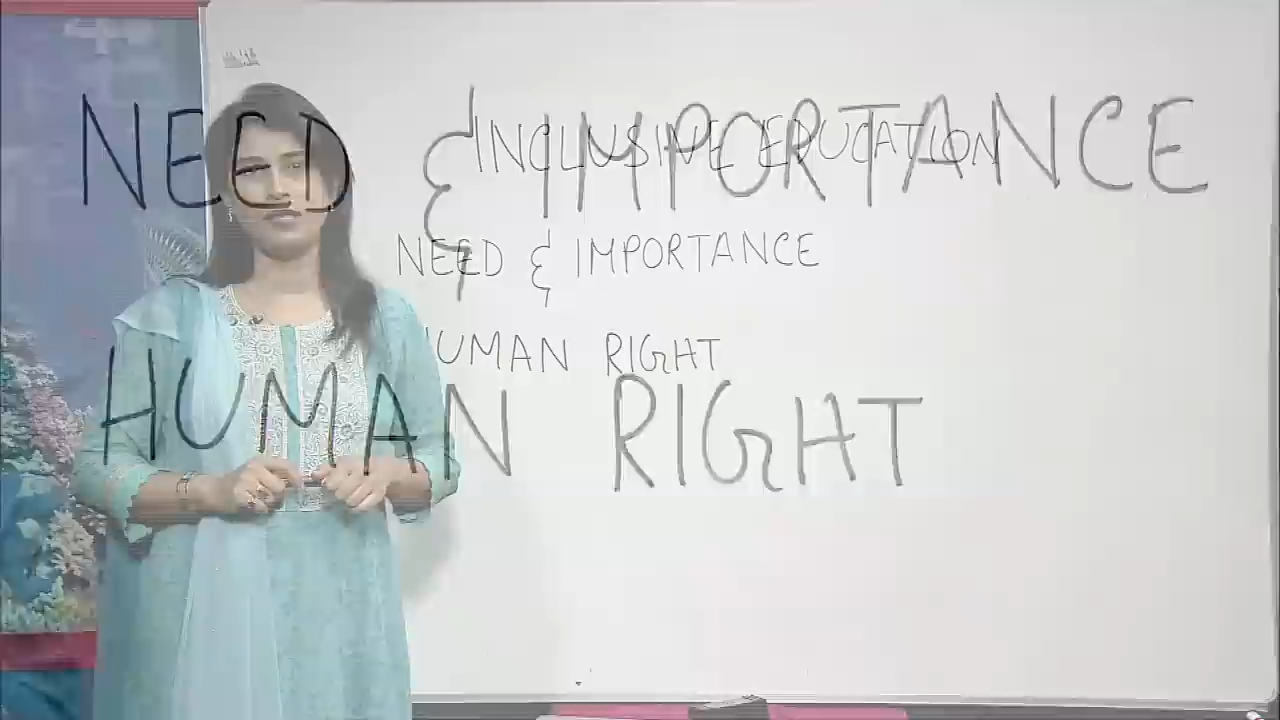 NEED & IMPORTANCE
INCLUSIVE EDUCATION
NEED & IMPORTANCE
HUMAN RIGHT
HUMAN RIGHT